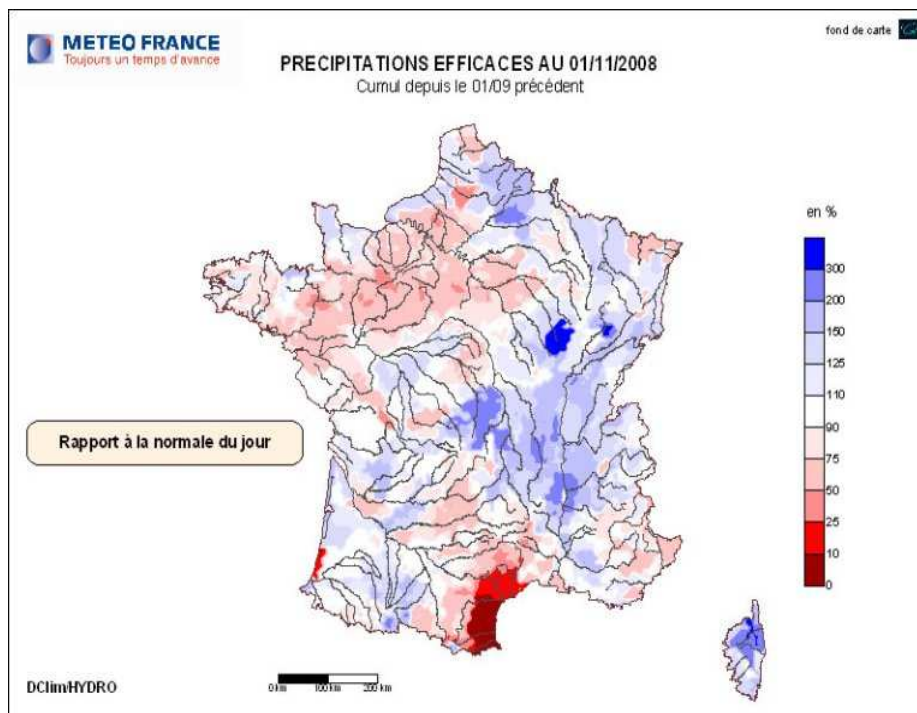 METEO FRANCE
Toujours un temps d'avance
fond de carte
PRECIPITATIONS EFFICACES AU 01/11/2008
Cumul depuis le 01/09 précédent
en %
300
200
150
125
110
90
75
50
25
10
0
Rapport à la normale du jour
DClim/HYDRO
0 km 100 km 200 km